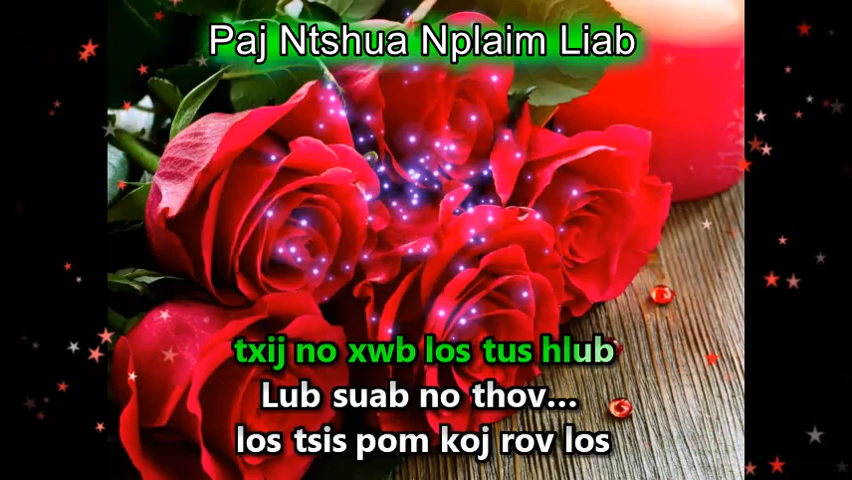 Paj Ntshua Nplaim Liab
txij no xwb los tus hlub
Lub suab no thov...
los tsis pom koj rov los